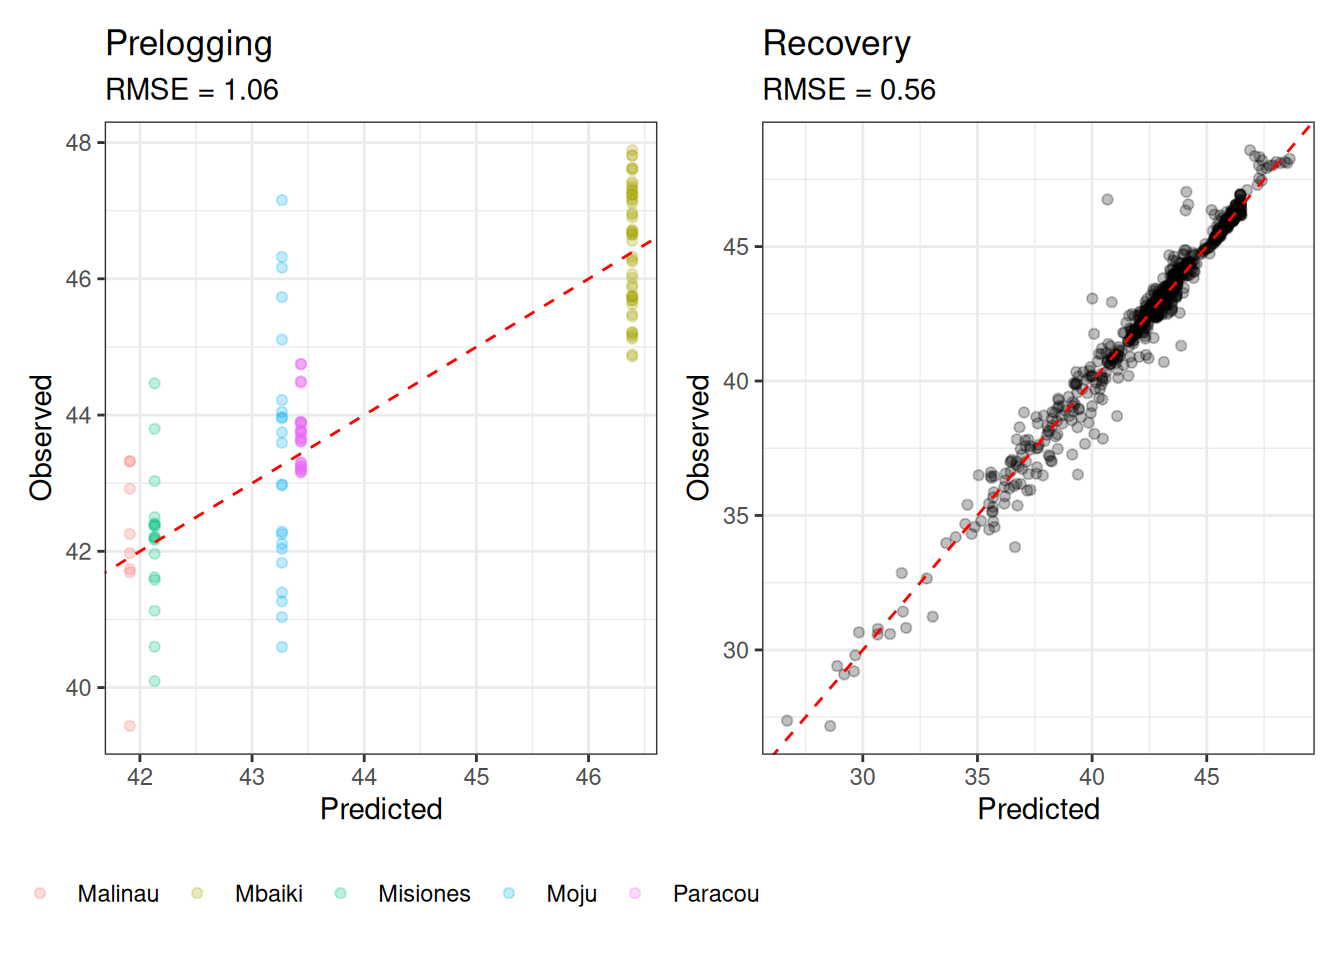 Prelogging
RMSE = 1.06
48
46
44
42
40
Observed
42
43
44
45
46
Predicted
Recovery
RMSE = 0.56
45
40
35
30
Observed
30
35
40
45
Predicted
Malinau
Mbaiki
Misiones
Moju
Paracou